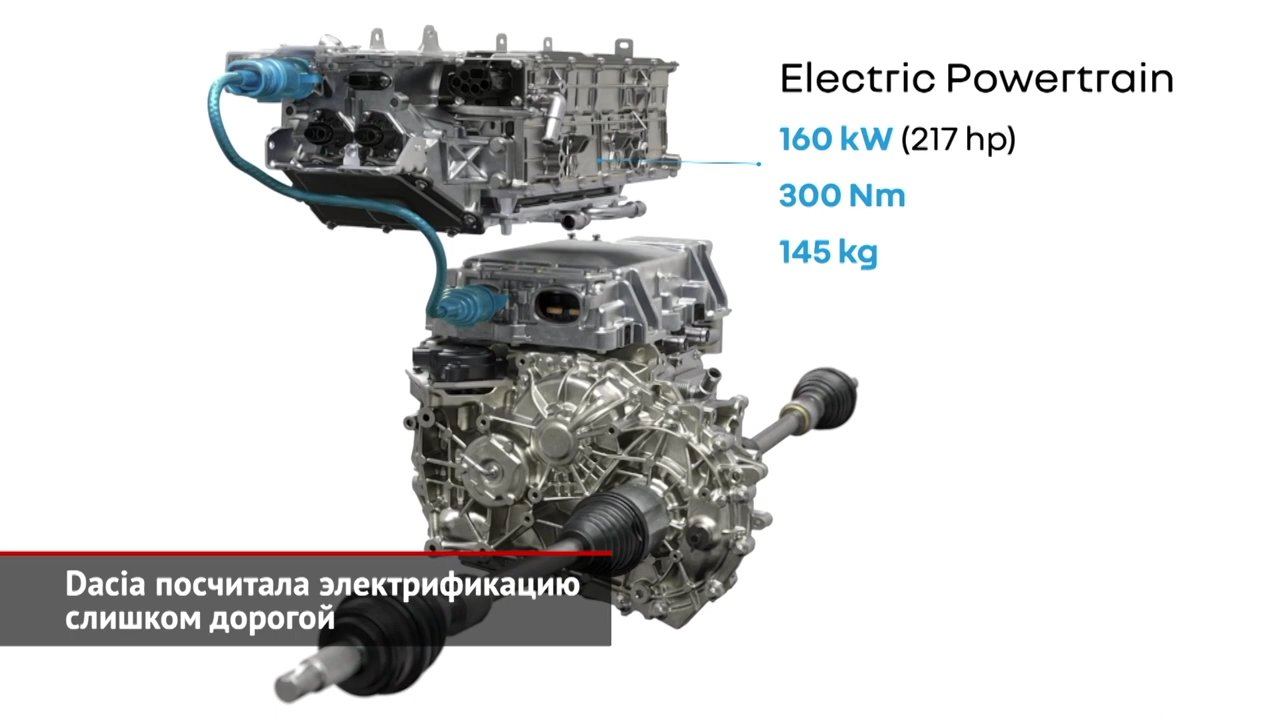 Electric Powertrain
160 kW (217 hp)
300 Nm
145 kg
Dacia посчитала электрификацию
слишком дорогой